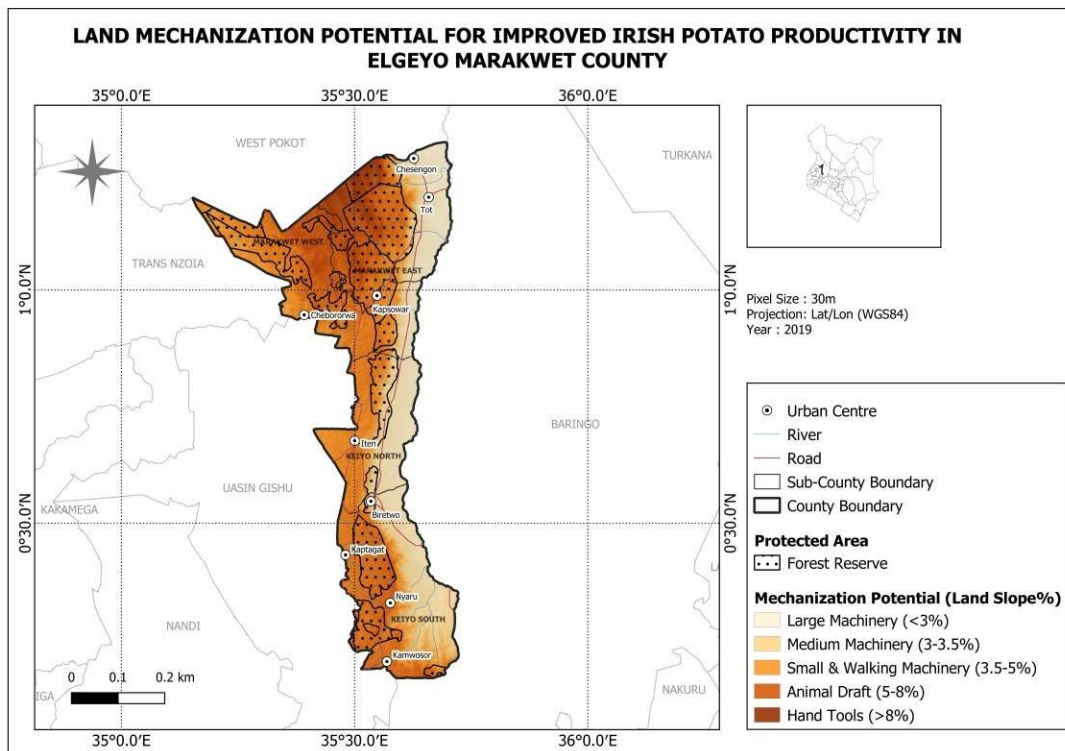 LAND MECHANIZATION POTENTIAL FOR IMPROVED IRISH POTATO PRODUCTIVITY IN
ELGEYO MARAKWET COUNTY
35°0.0′E
35°30.0′E
36°0.0′E
WEST POKOT
TURKANA
Chesengon
Tot
MARAKWET WEST
TRANS NZOIA
MARAKWET EAST
1°0.0′N
1°0.0′N
Kapsowar
Chebororwa
Pixel Size : 30m
Projection: Lat/Lon (WGS84)
Year : 2019
BARINGO
Iten
KEIYO NORTH
UASIN GISHU
KAKAMEGA
Biretwo
0°30.0′N
0°30.0′N
Kaptagat
Nyaru
KEIYO SOUTH
NANDI
Kamwosor
NAKURU
0 0.1 0.2 km
IGA
LA
35°0.0′E
35°30.0′E
36°0.0′E
Urban Centre
River
Road
Sub-County Boundary
County Boundary
Protected Area
Forest Reserve
Mechanization Potential (Land Slope%)
Large Machinery (<3%)
Medium Machinery (3-3.5%)
Small & Walking Machinery (3.5-5%)
Animal Draft (5-8%)
Hand Tools (>8%)